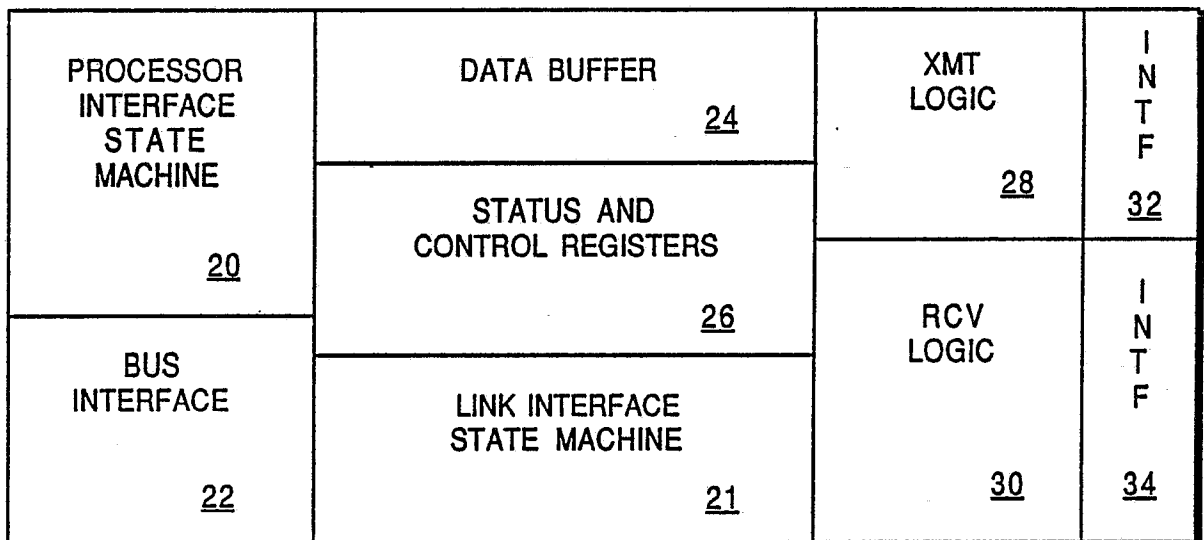 PROCESSOR
INTERFACE
STATE
MACHINE
20
BUS
INTERFACE
22
DATA BUFFER
24
STATUS AND
CONTROL REGISTERS
26
LINK INTERFACE
STATE MACHINE
21
XMT
LOGIC
28
RCV
LOGIC
30
I
N
T
F
32
I
N
T
F
34